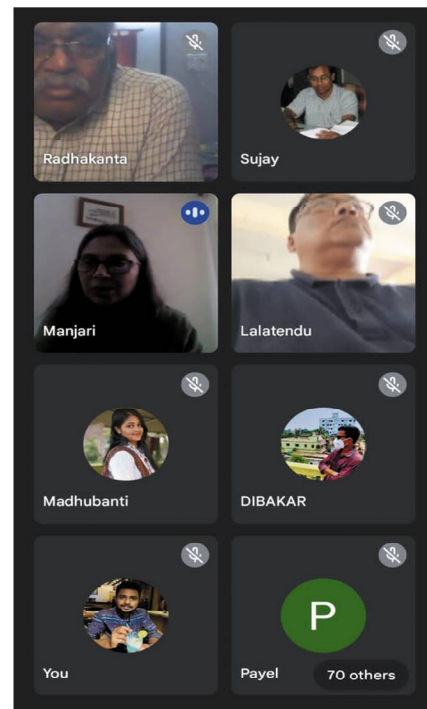 Radhakanta
Sujay
Manjari
Lalatendu
Madhubanti
DIBAKAR
You
P
Payel
70 others